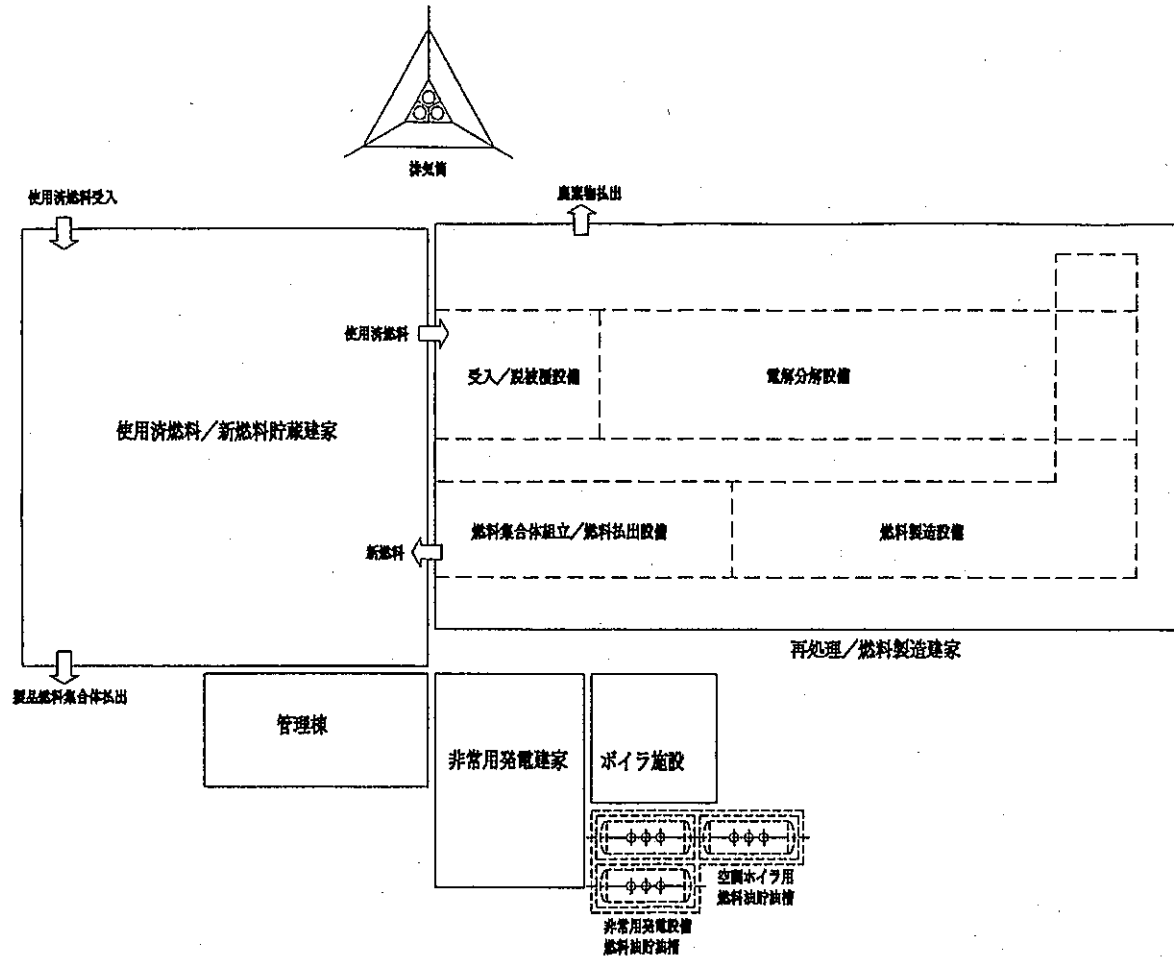 排気筒
使用済燃料受入
廃棄物払出
使用済燃料
受入／脱被覆設備
電解分解設備
使用済燃料／新燃料貯蔵建家
新燃料
燃料集合体組立／燃料払出設備
燃料製造設備
再処理／燃料製造建家
製品燃料集合体払出
管理棟
非常用発電建家
ボイラ施設
空調ボイラ用
燃料油貯油槽
非常用発電設備
燃料油貯油槽